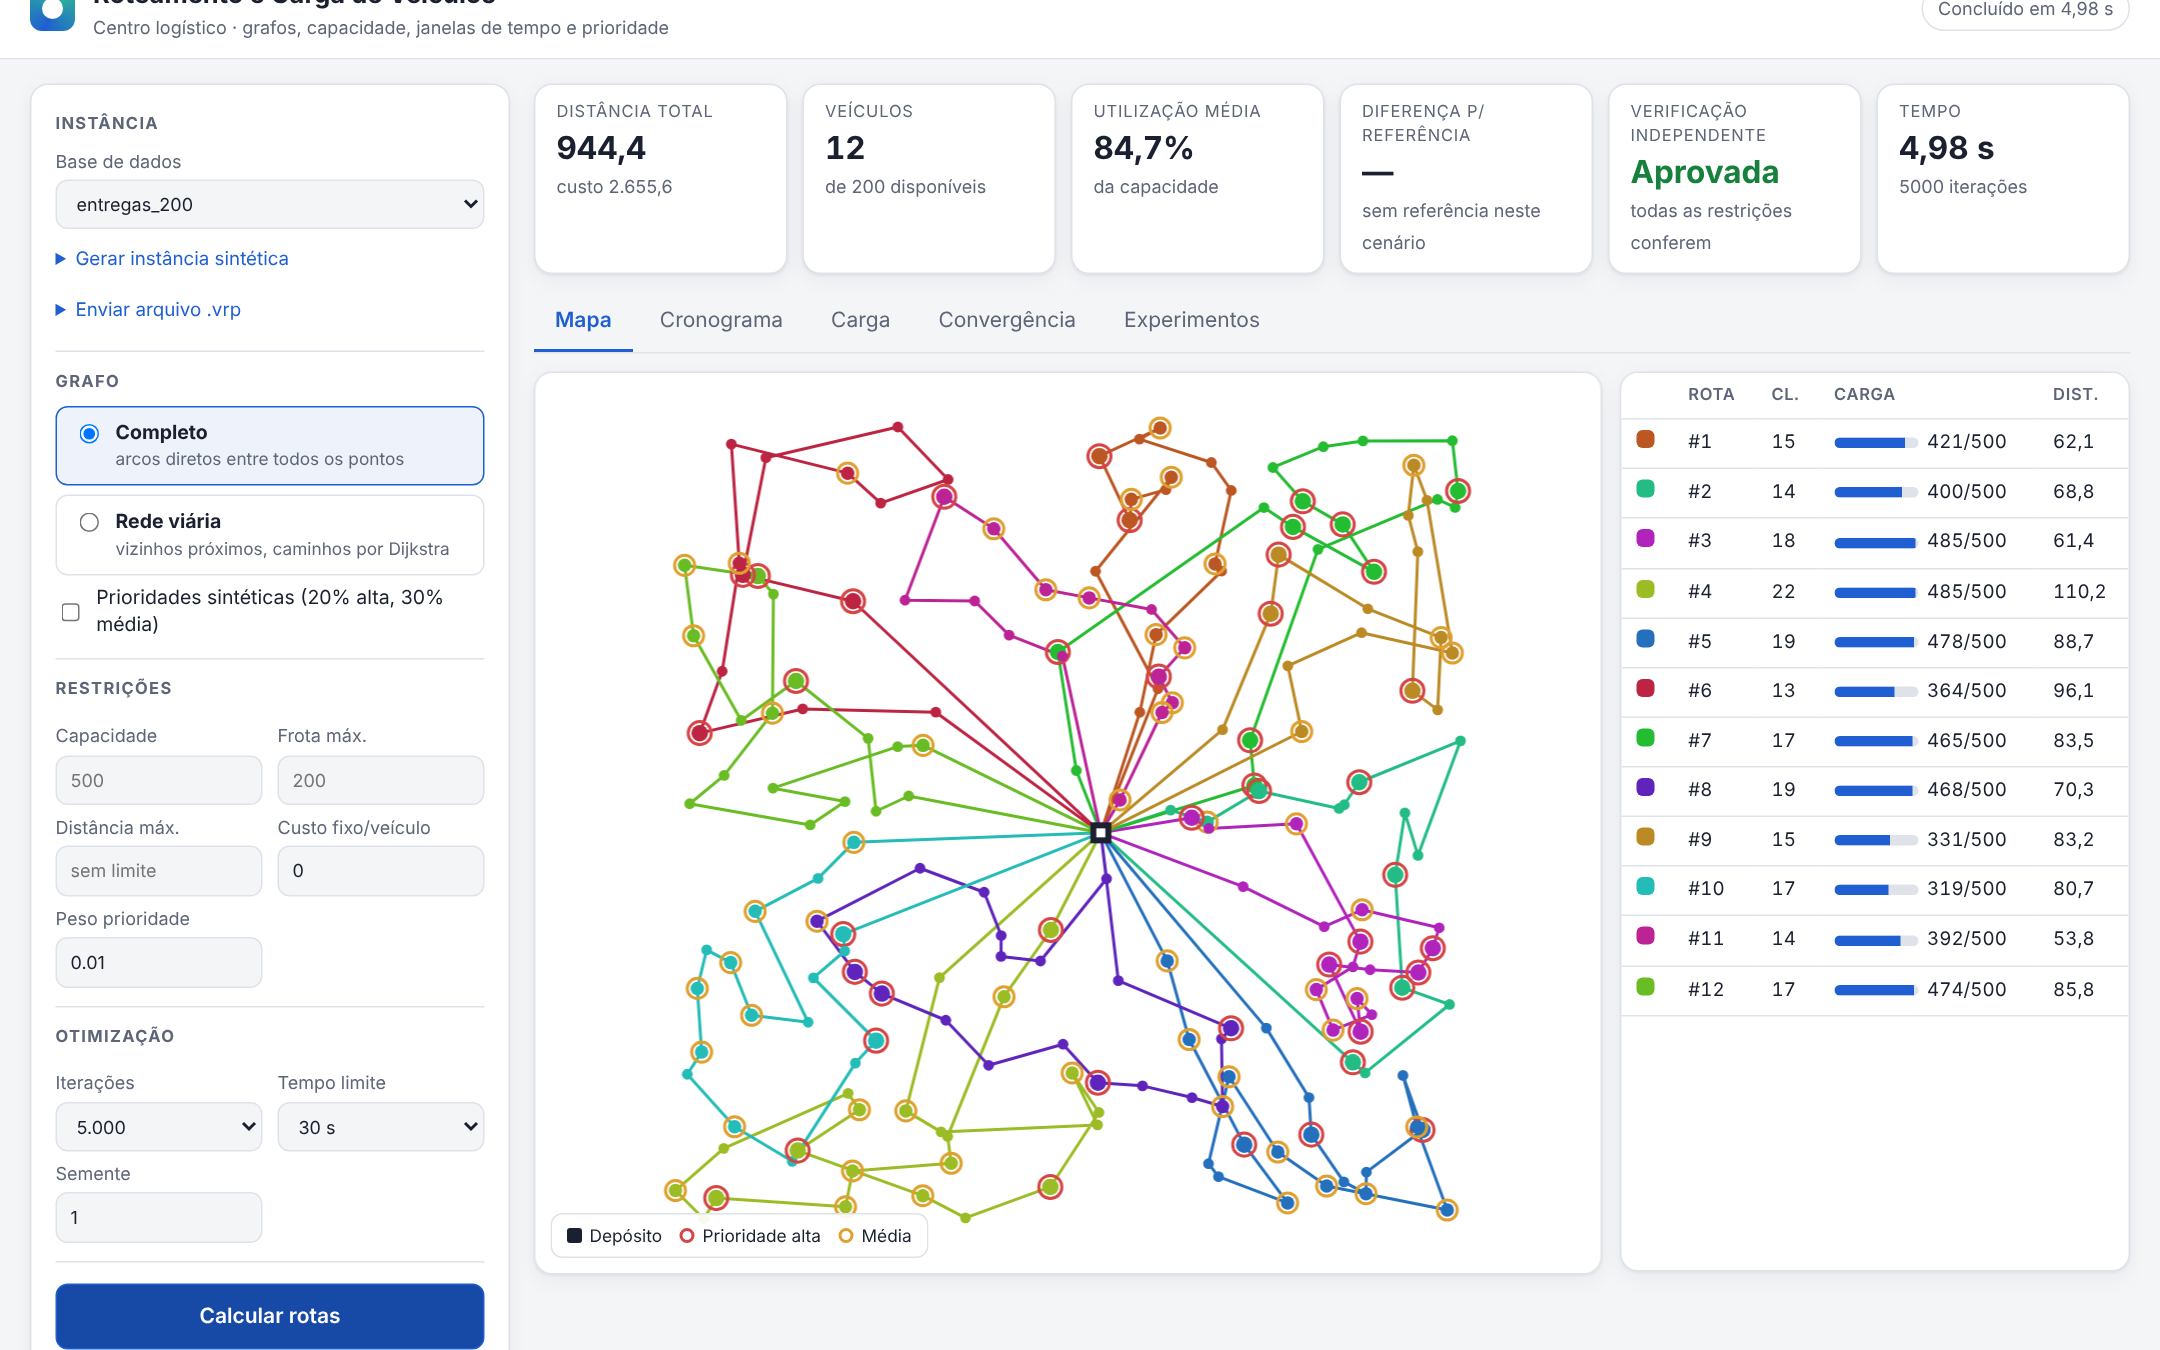 Roteamento e Carga de Veículos
Centro logístico · grafos, capacidade, janelas de tempo e prioridade
Concluído em 4,98 s
INSTÂNCIA
Base de dados
entregas_200
Gerar instância sintética
Enviar arquivo .vrp
GRAFO
Completo
arcos diretos entre todos os pontos
Rede viária
vizinhos próximos, caminhos por Dijkstra
Prioridades sintéticas (20% alta, 30%
média)
RESTRIÇÕES
Capacidade
Frota máx.
500
200
Distância máx.
Custo fixo/veículo
sem limite
0
Peso prioridade
0.01
OTIMIZAÇÃO
Iterações
Tempo limite
5.000
30 s
Semente
1
Calcular rotas
DISTÂNCIA TOTAL
944,4
custo 2.655,6
VEÍCULOS
12
de 200 disponíveis
UTILIZAÇÃO MÉDIA
84,7%
da capacidade
DIFERENÇA P/
REFERÊNCIA
—
sem referência neste
cenário
VERIFICAÇÃO
INDEPENDENTE
Aprovada
todas as restrições
conferem
TEMPO
4,98 s
5000 iterações
Mapa
Cronograma
Carga
Convergência
Experimentos
Depósito
Prioridade alta
Média
ROTA CL. CARGA DIST.
#1 15 421/500 62,1
#2 14 400/500 68,8
#3 18 485/500 61,4
#4 22 485/500 110,2
#5 19 478/500 88,7
#6 13 364/500 96,1
#7 17 465/500 83,5
#8 19 468/500 70,3
#9 15 331/500 83,2
#10 17 319/500 80,7
#11 14 392/500 53,8
#12 17 474/500 85,8